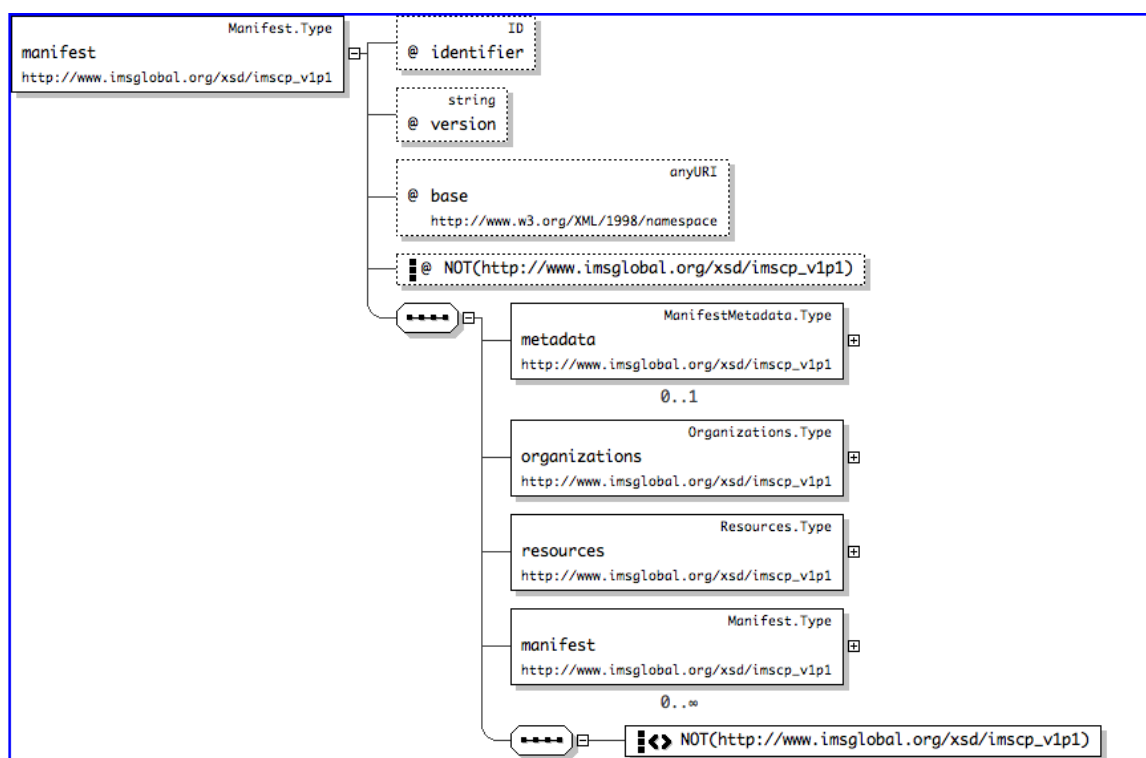 Manifest.Type
manifest
http://www.imsglobal.org/xsd/imscp_v1p1
ID
@ identifier
string
@ version
anyURI
@ base
http://www.w3.org/XML/1998/namespace
@ NOT(http://www.imsglobal.org/xsd/imscp_v1p1)
ManifestMetadata.Type
metadata
http://www.imsglobal.org/xsd/imscp_v1p1
0..1
Organizations.Type
organizations
http://www.imsglobal.org/xsd/imscp_v1p1
Resources.Type
resources
http://www.imsglobal.org/xsd/imscp_v1p1
Manifest.Type
manifest
http://www.imsglobal.org/xsd/imscp_v1p1
0..∞
<> NOT(http://www.imsglobal.org/xsd/imscp_v1p1)